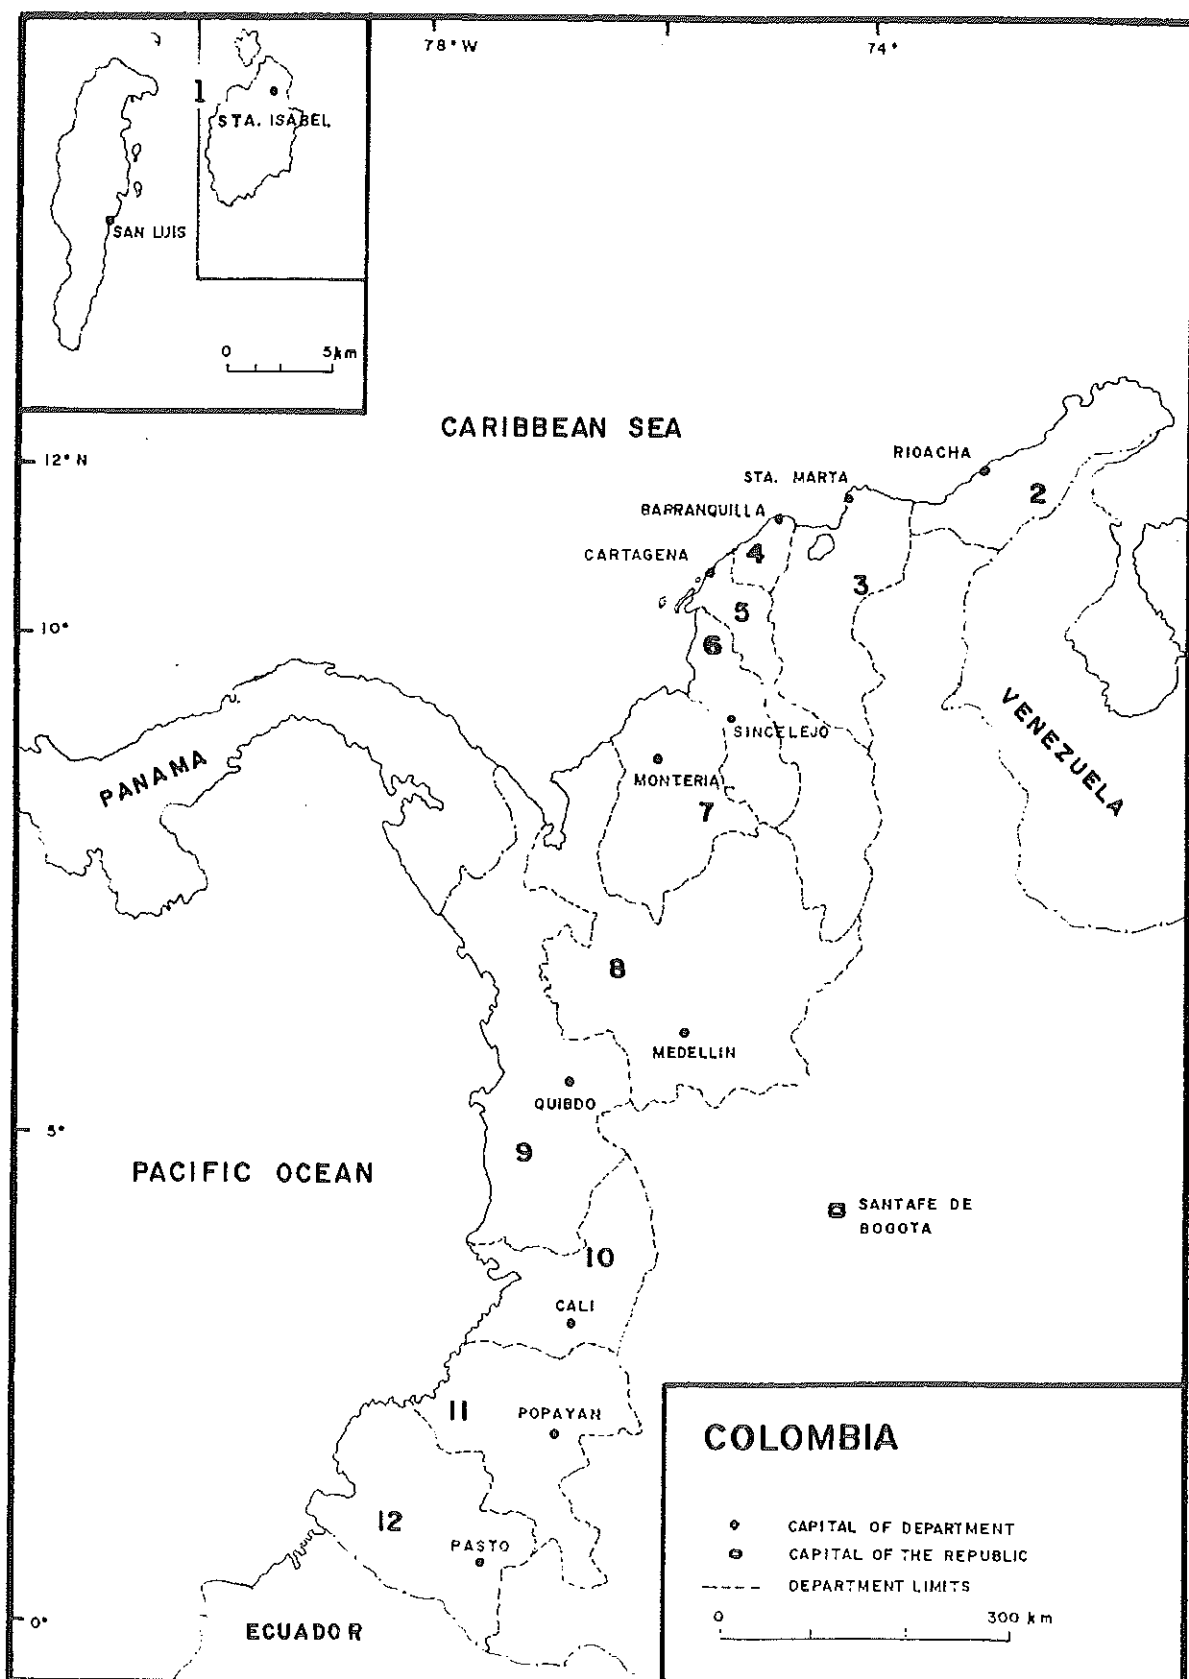 78° W
74°
1
STA. ISABEL
SAN LUIS
0 5km
CARIBBEAN SEA
12° N
RIOACHA
STA. MARTA
2
BARRANQUILLA
4
CARTAGENA
3
5
10°
6
VENEZUELA
SINCELEJO
PANAMA
MONTERIA
7
8
MEDELLIN
QUIBDO
5°
9
PACIFIC OCEAN
SANTAFE DE
BOGOTA
10
CALI
11
POPAYAN
COLOMBIA
12
CAPITAL OF DEPARTMENT
PASTO
CAPITAL OF THE REPUBLIC
DEPARTMENT LIMITS
0°
ECUADOR
0 300 km